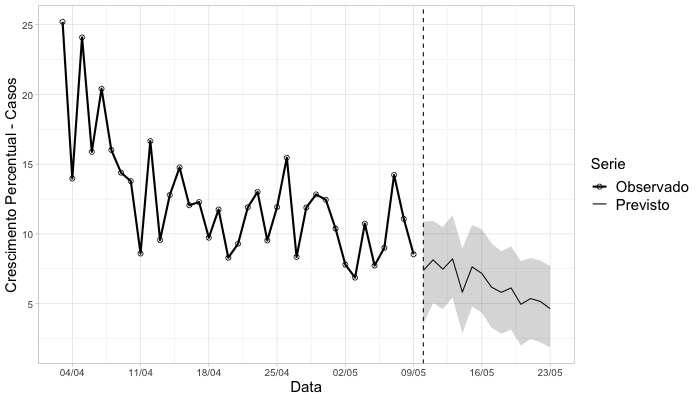 Crescimento Percentual - Casos
25
20
15
10
5
04/04 11/04 18/04 25/04 02/05 09/05 16/05 23/05
Data
Serie
Observado
Previsto